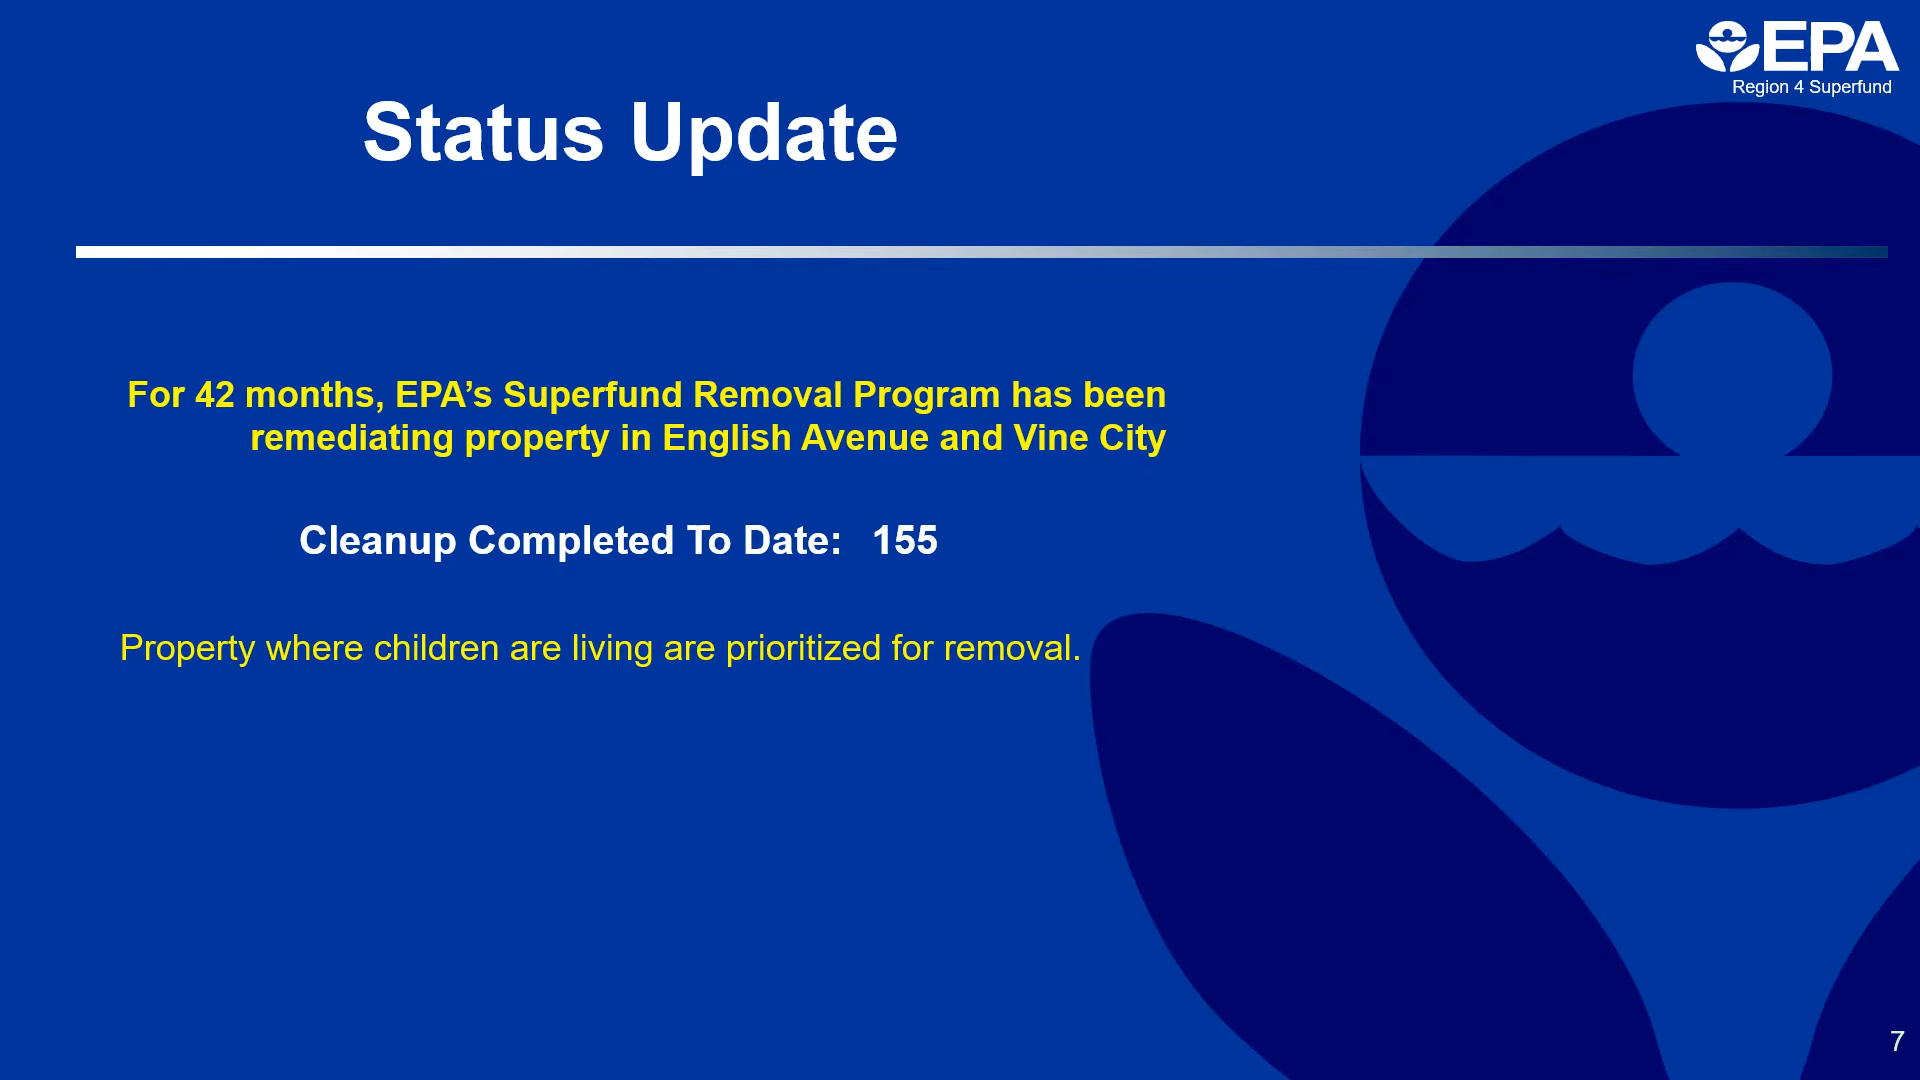 EPA
Region 4 Superfund
Status Update
For 42 months, EPA’s Superfund Removal Program has been
remediating property in English Avenue and Vine City
Cleanup Completed To Date: 155
Property where children are living are prioritized for removal.
7